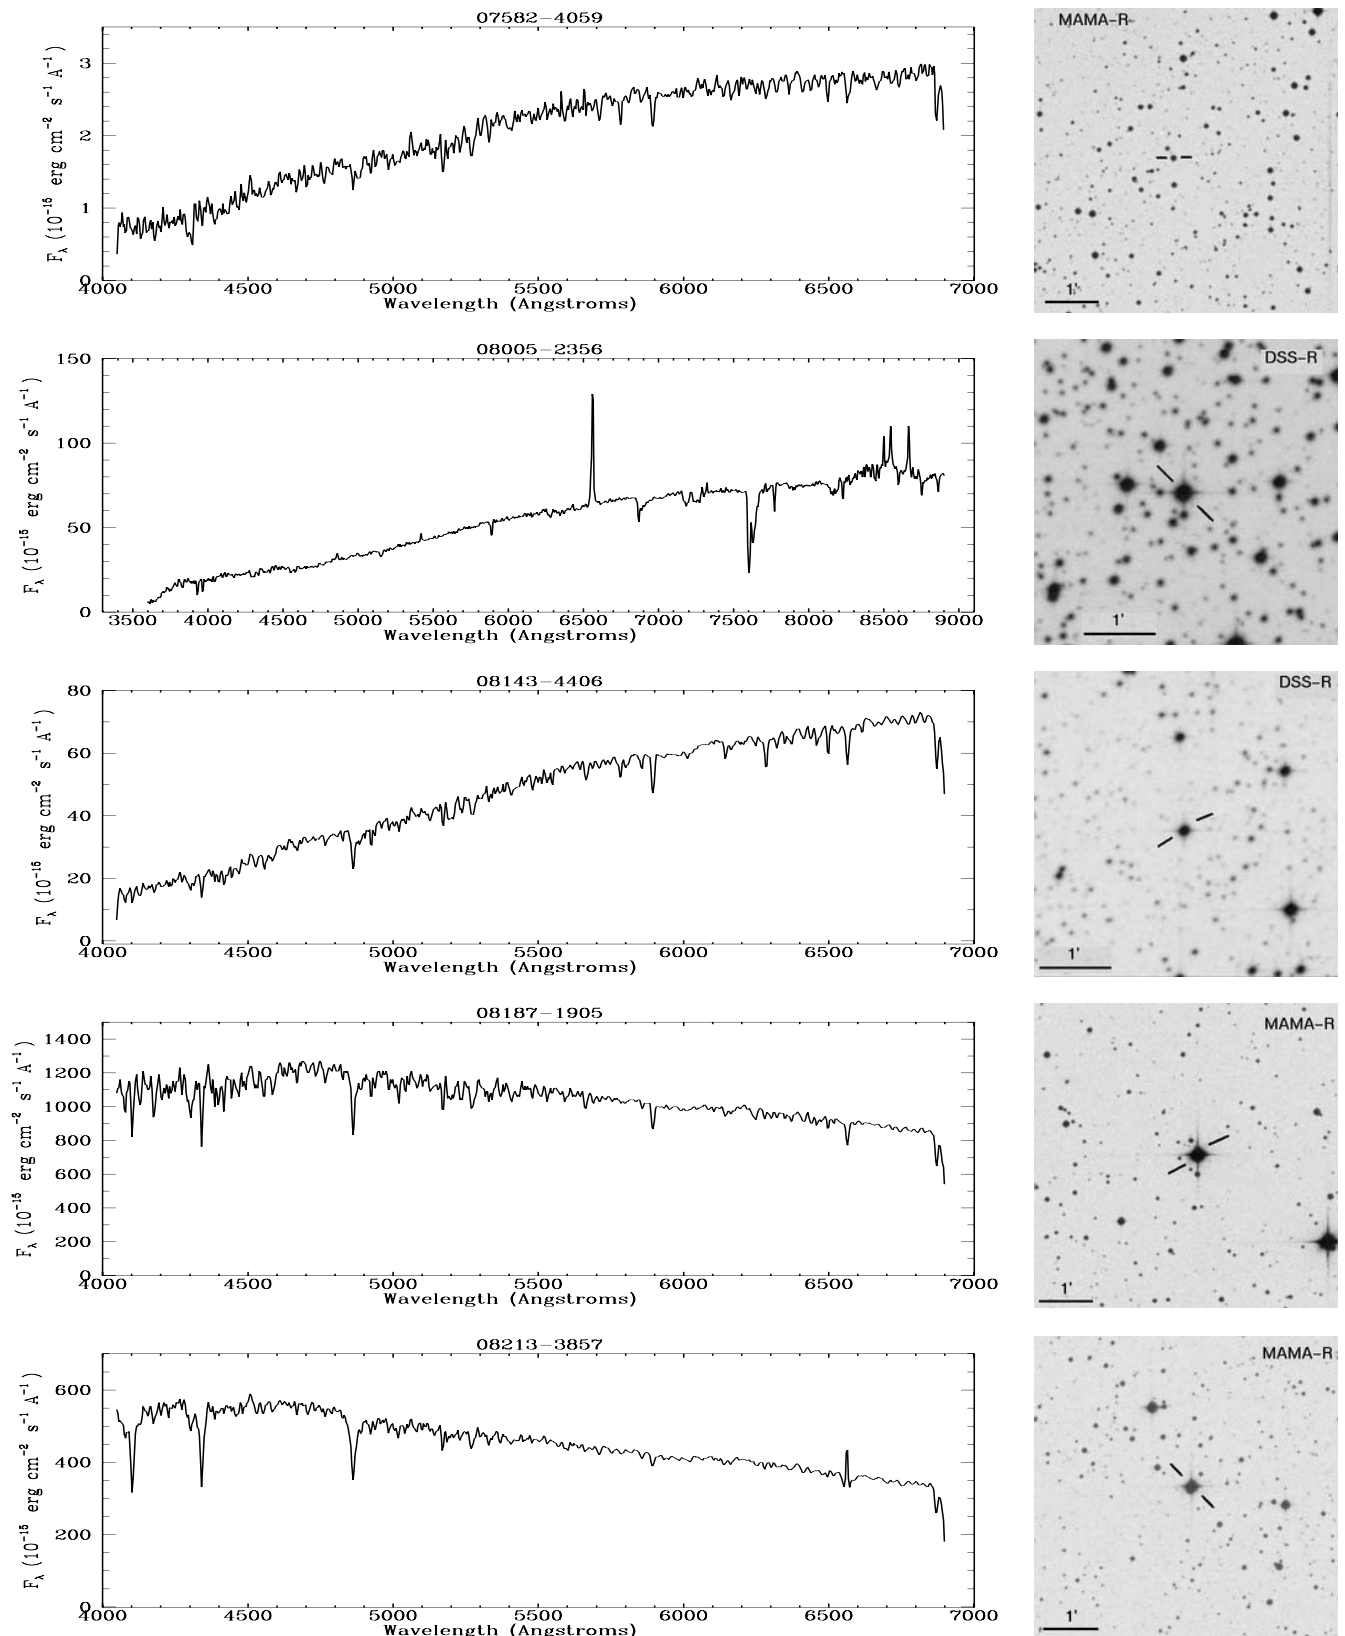 07582−4059
MAMA−R
F_λ (10^−15 erg cm^−2 s^−1 A^−1)
3
2
1
0
4000 4500 5000 5500 6000 6500 7000
Wavelength (Angstroms)
1'
08005−2356
DSS−R
F_λ (10^−15 erg cm^−2 s^−1 A^−1)
150
100
50
0
3500 4000 4500 5000 5500 6000 6500 7000 7500 8000 8500 9000
Wavelength (Angstroms)
1'
08143−4406
DSS−R
F_λ (10^−15 erg cm^−2 s^−1 A^−1)
80
60
40
20
0
4000 4500 5000 5500 6000 6500 7000
Wavelength (Angstroms)
1'
08187−1905
MAMA−R
F_λ (10^−15 erg cm^−2 s^−1 A^−1)
1400
1200
1000
800
600
400
200
0
4000 4500 5000 5500 6000 6500 7000
Wavelength (Angstroms)
1'
08213−3857
MAMA−R
F_λ (10^−15 erg cm^−2 s^−1 A^−1)
600
400
200
0
4000 4500 5000 5500 6000 6500 7000
Wavelength (Angstroms)
1'